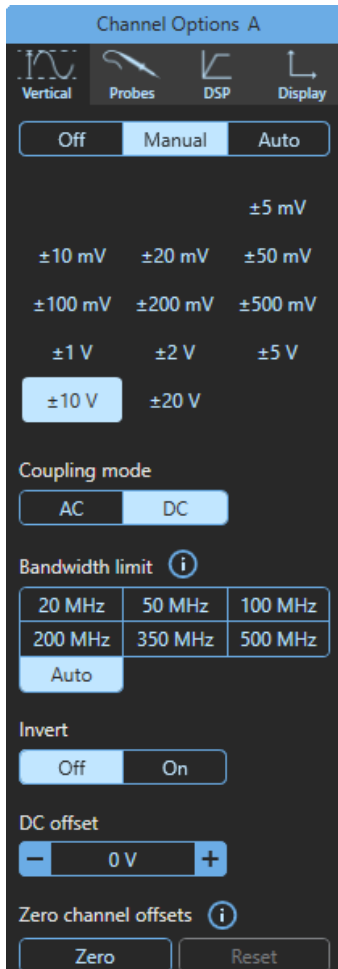 Channel Options A
Vertical Probes DSP Display
Off Manual Auto
±5 mV
±10 mV ±20 mV ±50 mV
±100 mV ±200 mV ±500 mV
±1 V ±2 V ±5 V
±10 V ±20 V
Coupling mode
AC DC
Bandwidth limit i
20 MHz 50 MHz 100 MHz
200 MHz 350 MHz 500 MHz
Auto
Invert
Off On
DC offset
− 0 V +
Zero channel offsets i
Zero Reset